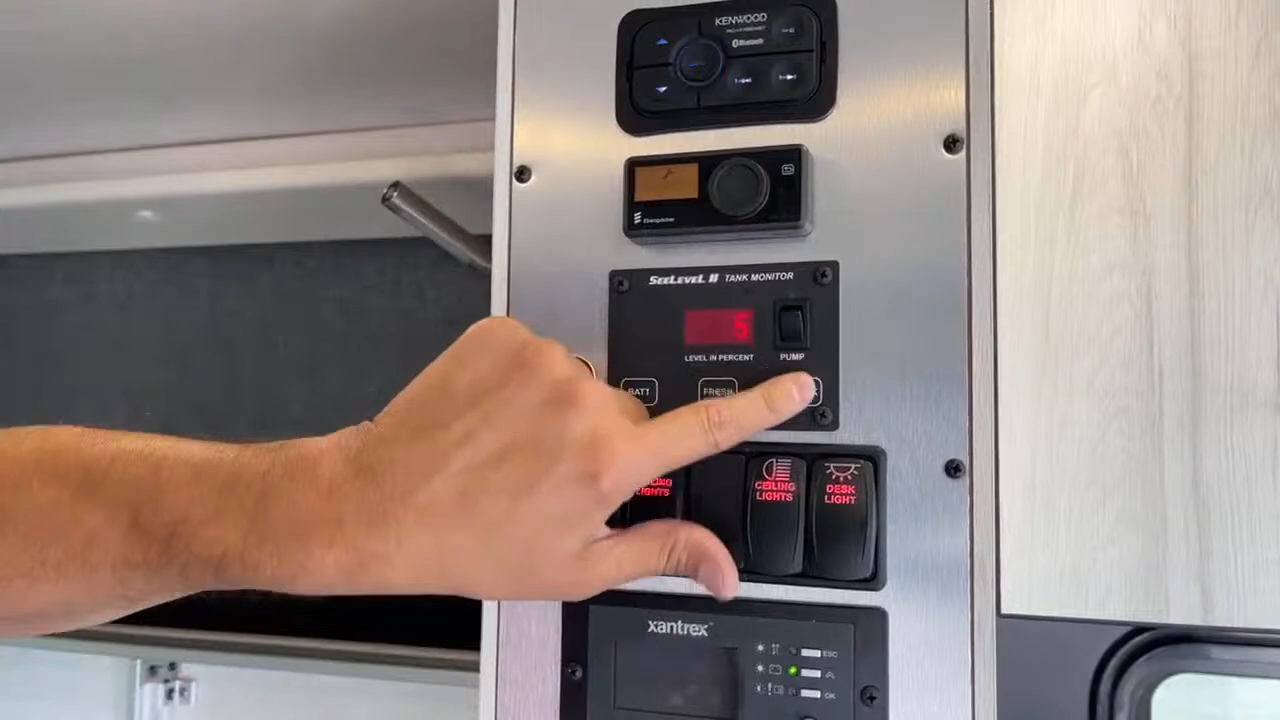 KENWOOD
Bluetooth
Eberspächer
SEELEVEL II TANK MONITOR
5
LEVEL IN PERCENT
PUMP
BATT
FRESH
CEILING
LIGHTS
DESK
LIGHT
xantrex
ESC
OK